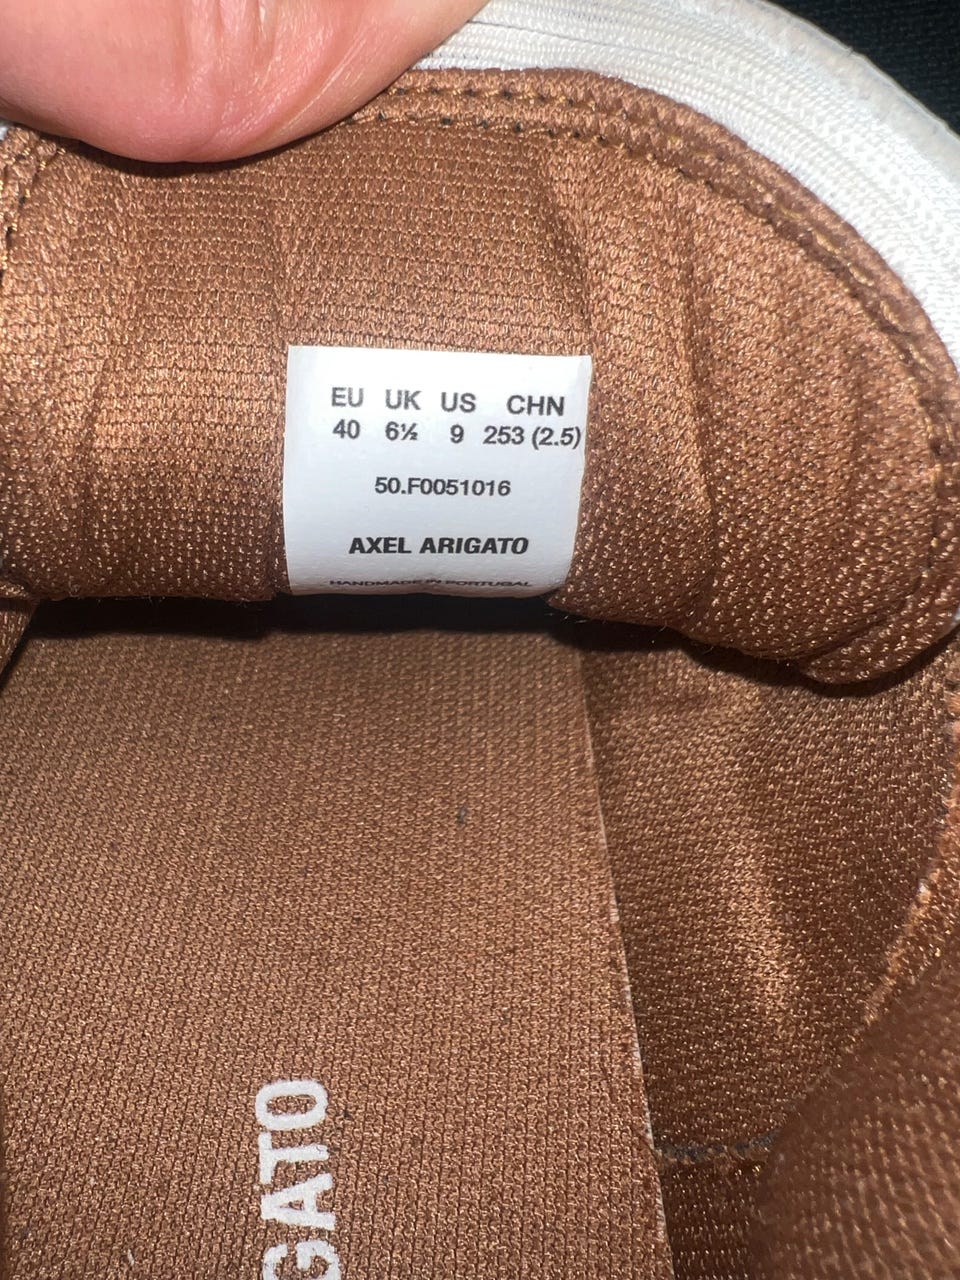 EU UK US CHN
40 6½ 9 253 (2.5)
50.F0051016
AXEL ARIGATO
HANDMADE IN PORTUGAL
GATO